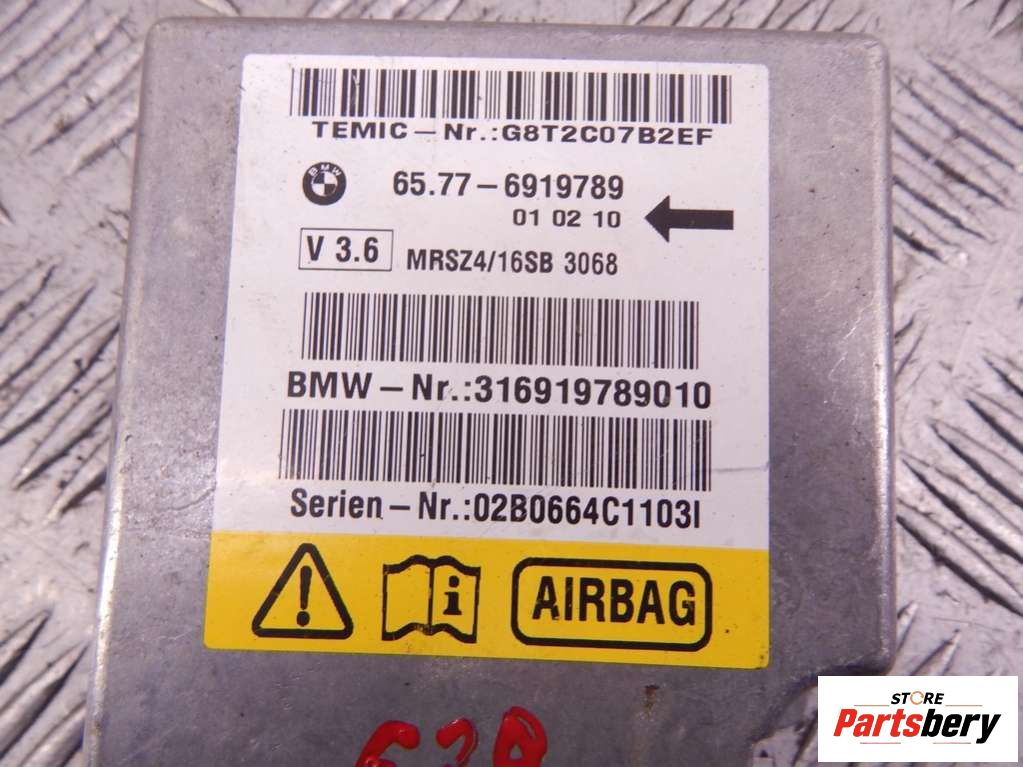 TEMIC-Nr.:G8T2C07B2EF
BMW
65.77-6919789
01 02 10
V 3.6
MRSZ4/16SB 3068
BMW-Nr.:316919789010
Serien-Nr.:02B0664C1103I
i
AIRBAG
STORE
Partsbery